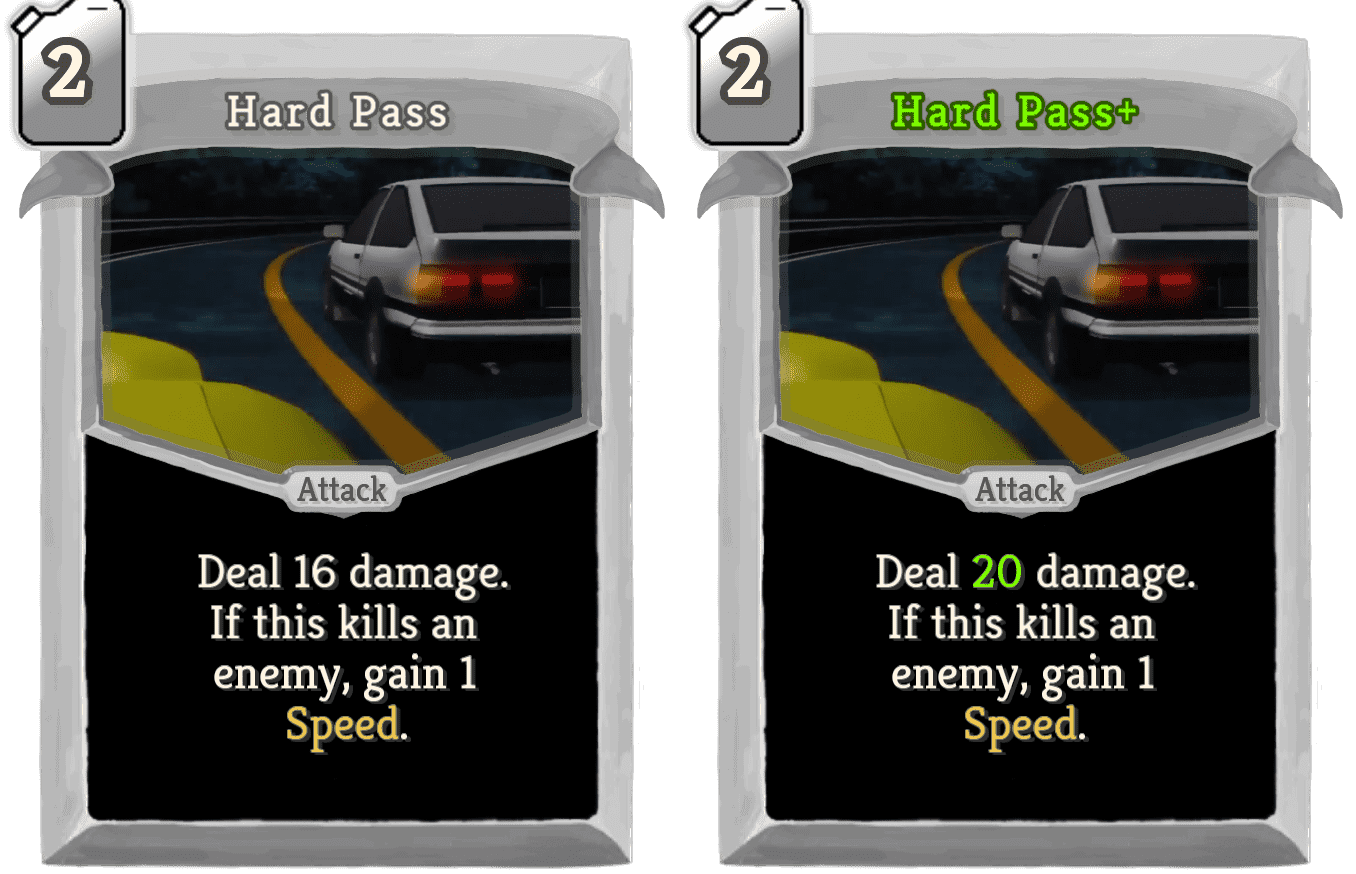 2
Hard Pass
Attack
Deal 16 damage.
If this kills an
enemy, gain 1
Speed.
2
Hard Pass+
Attack
Deal 20 damage.
If this kills an
enemy, gain 1
Speed.